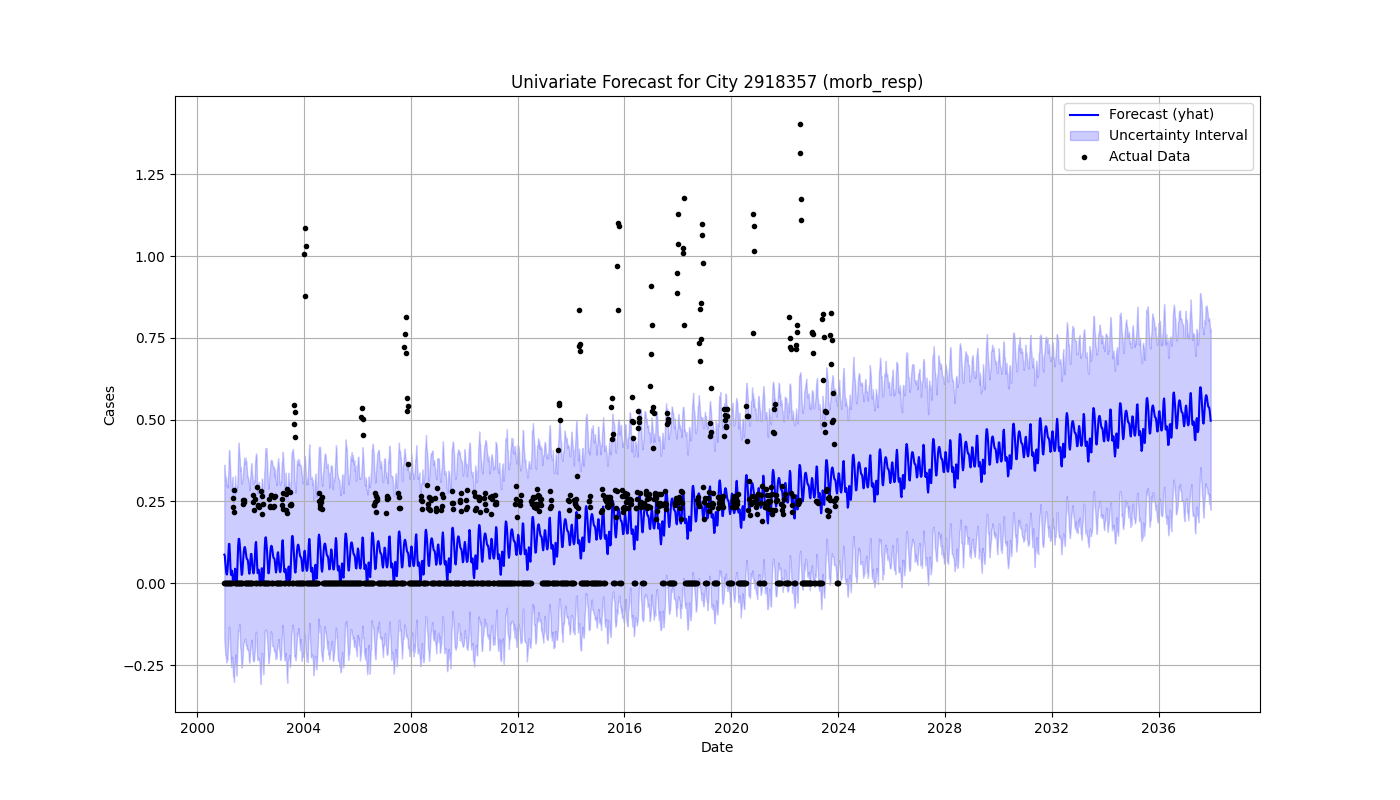 Univariate Forecast for City 2918357 (morb_resp)
Forecast (yhat)
Uncertainty Interval
Actual Data
Cases
1.25
1.00
0.75
0.50
0.25
0.00
−0.25
2000 2004 2008 2012 2016 2020 2024 2028 2032 2036
Date